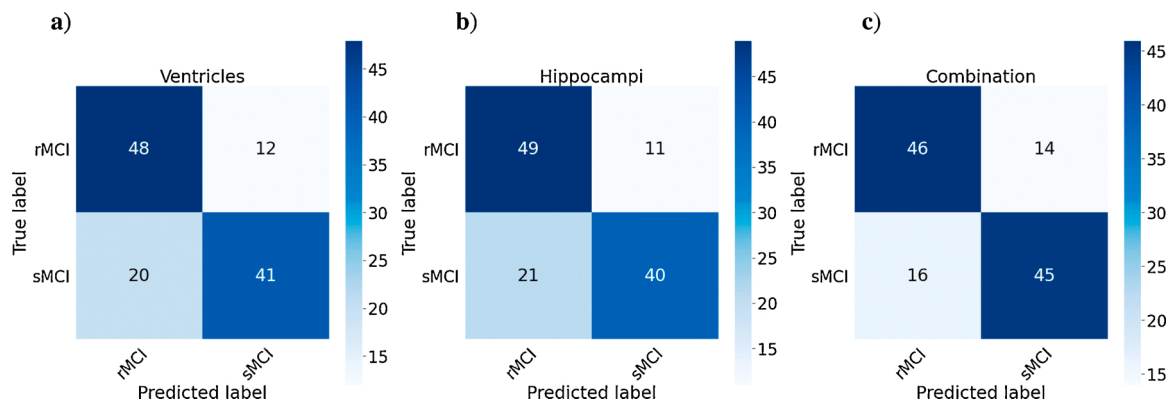 a)
Ventricles
True label
rMCI
48
12
sMCI
20
41
rMCI
sMCI
Predicted label
45
40
35
30
25
20
15
b)
Hippocampi
True label
rMCI
49
11
sMCI
21
40
rMCI
sMCI
Predicted label
45
40
35
30
25
20
15
c)
Combination
True label
rMCI
46
14
sMCI
16
45
rMCI
sMCI
Predicted label
45
40
35
30
25
20
15